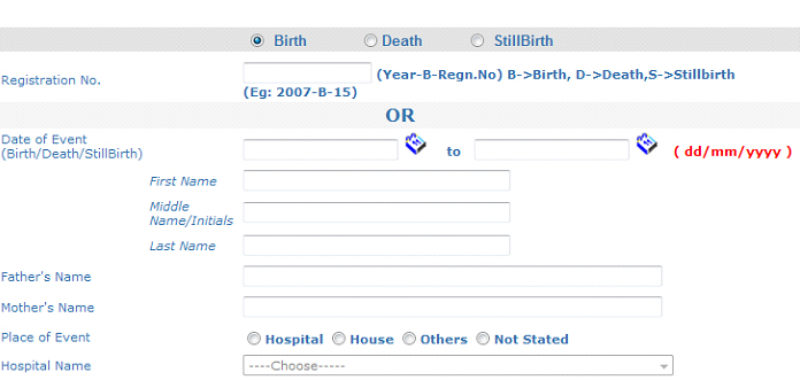 Birth Death StillBirth
Registration No. (Year-B-Regn.No) B->Birth, D->Death,S->Stillbirth
(Eg: 2007-B-15)
OR
Date of Event
(Birth/Death/StillBirth) to ( dd/mm/yyyy )
First Name
Middle
Name/Initials
Last Name
Father's Name
Mother's Name
Place of Event Hospital House Others Not Stated
Hospital Name ----Choose-----